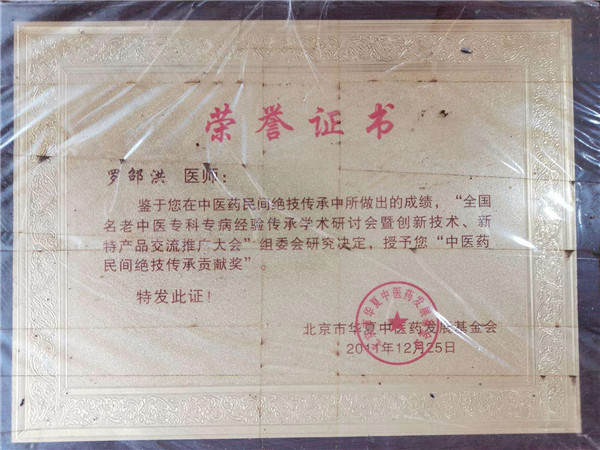 荣誉证书
罗郜洪 医师：
鉴于您在中医药民间绝技传承中所做出的成绩，“全国
名老中医专科专病经验传承学术研讨会暨创新技术、新
特产品交流推广大会”组委会研究决定，授予您“中医药
民间绝技传承贡献奖”。
特发此证！
北京市华夏中医药发展基金会
2011年12月25日